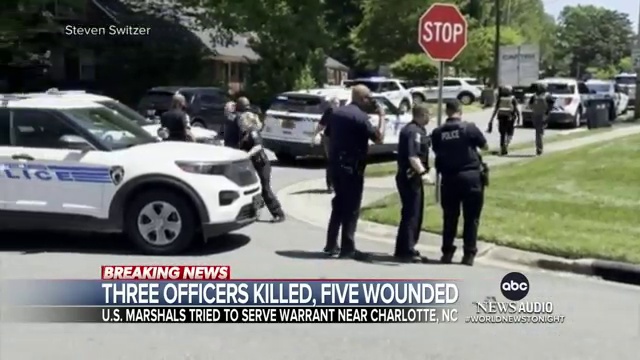 Steven Switzer
STOP
POLICE
POLICE
BREAKING NEWS
THREE OFFICERS KILLED, FIVE WOUNDED
U.S. MARSHALS TRIED TO SERVE WARRANT NEAR CHARLOTTE, NC
abc
NEWS AUDIO
#WORLDNEWSTONIGHT